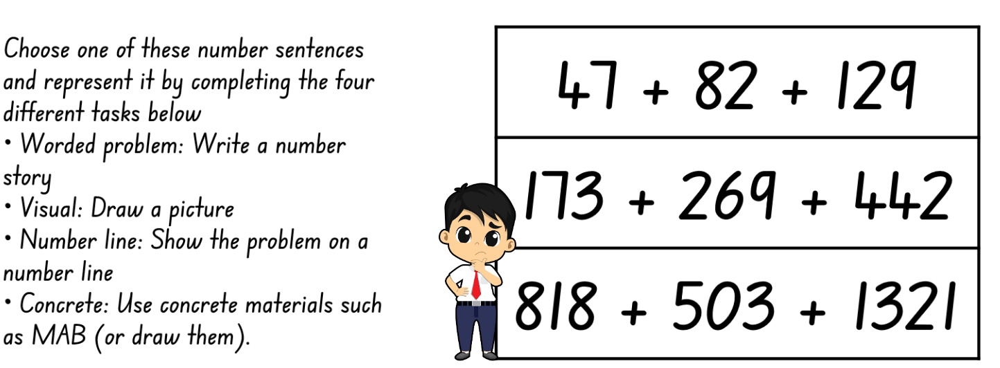 Choose one of these number sentences
and represent it by completing the four
different tasks below
• Worded problem: Write a number
story
• Visual: Draw a picture
• Number line: Show the problem on a
number line
• Concrete: Use concrete materials such
as MAB (or draw them).
47 + 82 + 129
173 + 269 + 442
818 + 503 + 1321